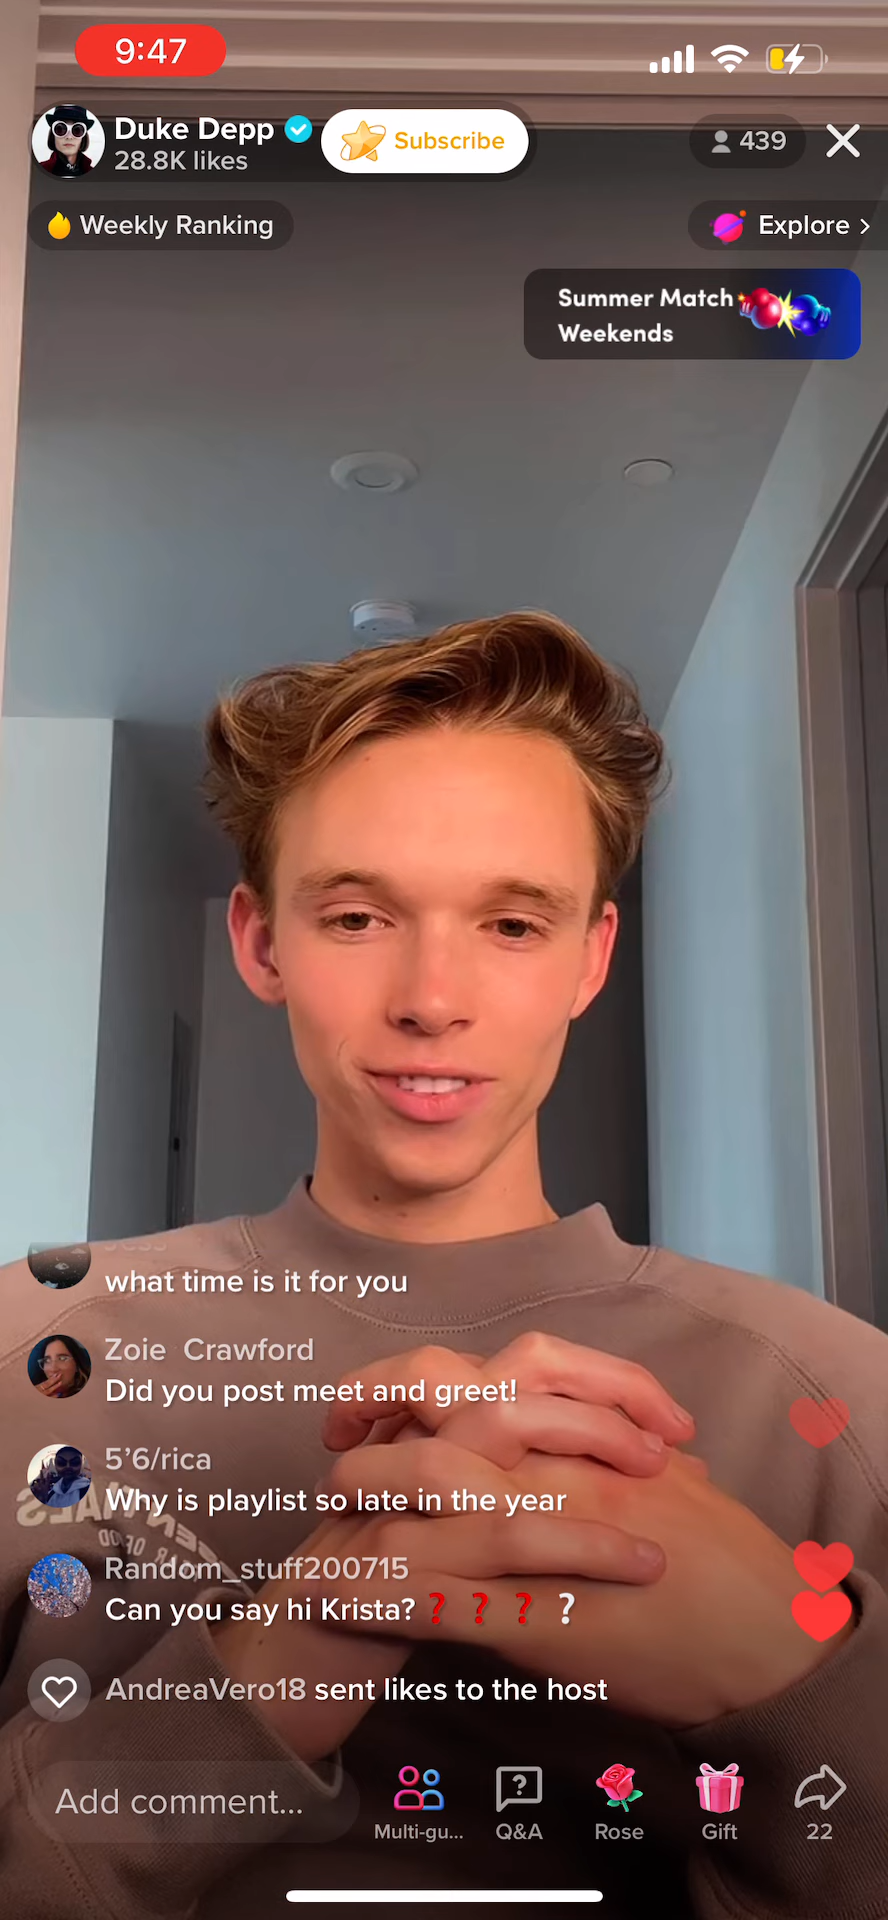 9:47
Duke Depp
28.8K likes
Subscribe
439
Weekly Ranking
Explore >
Summer Match
Weekends
what time is it for you
Zoie Crawford
Did you post meet and greet!
5’6/rica
Why is playlist so late in the year
Random_stuff200715
Can you say hi Krista?❓❓❓❔
AndreaVero18 sent likes to the host
Add comment...
Multi-gu...
Q&A
Rose
Gift
22